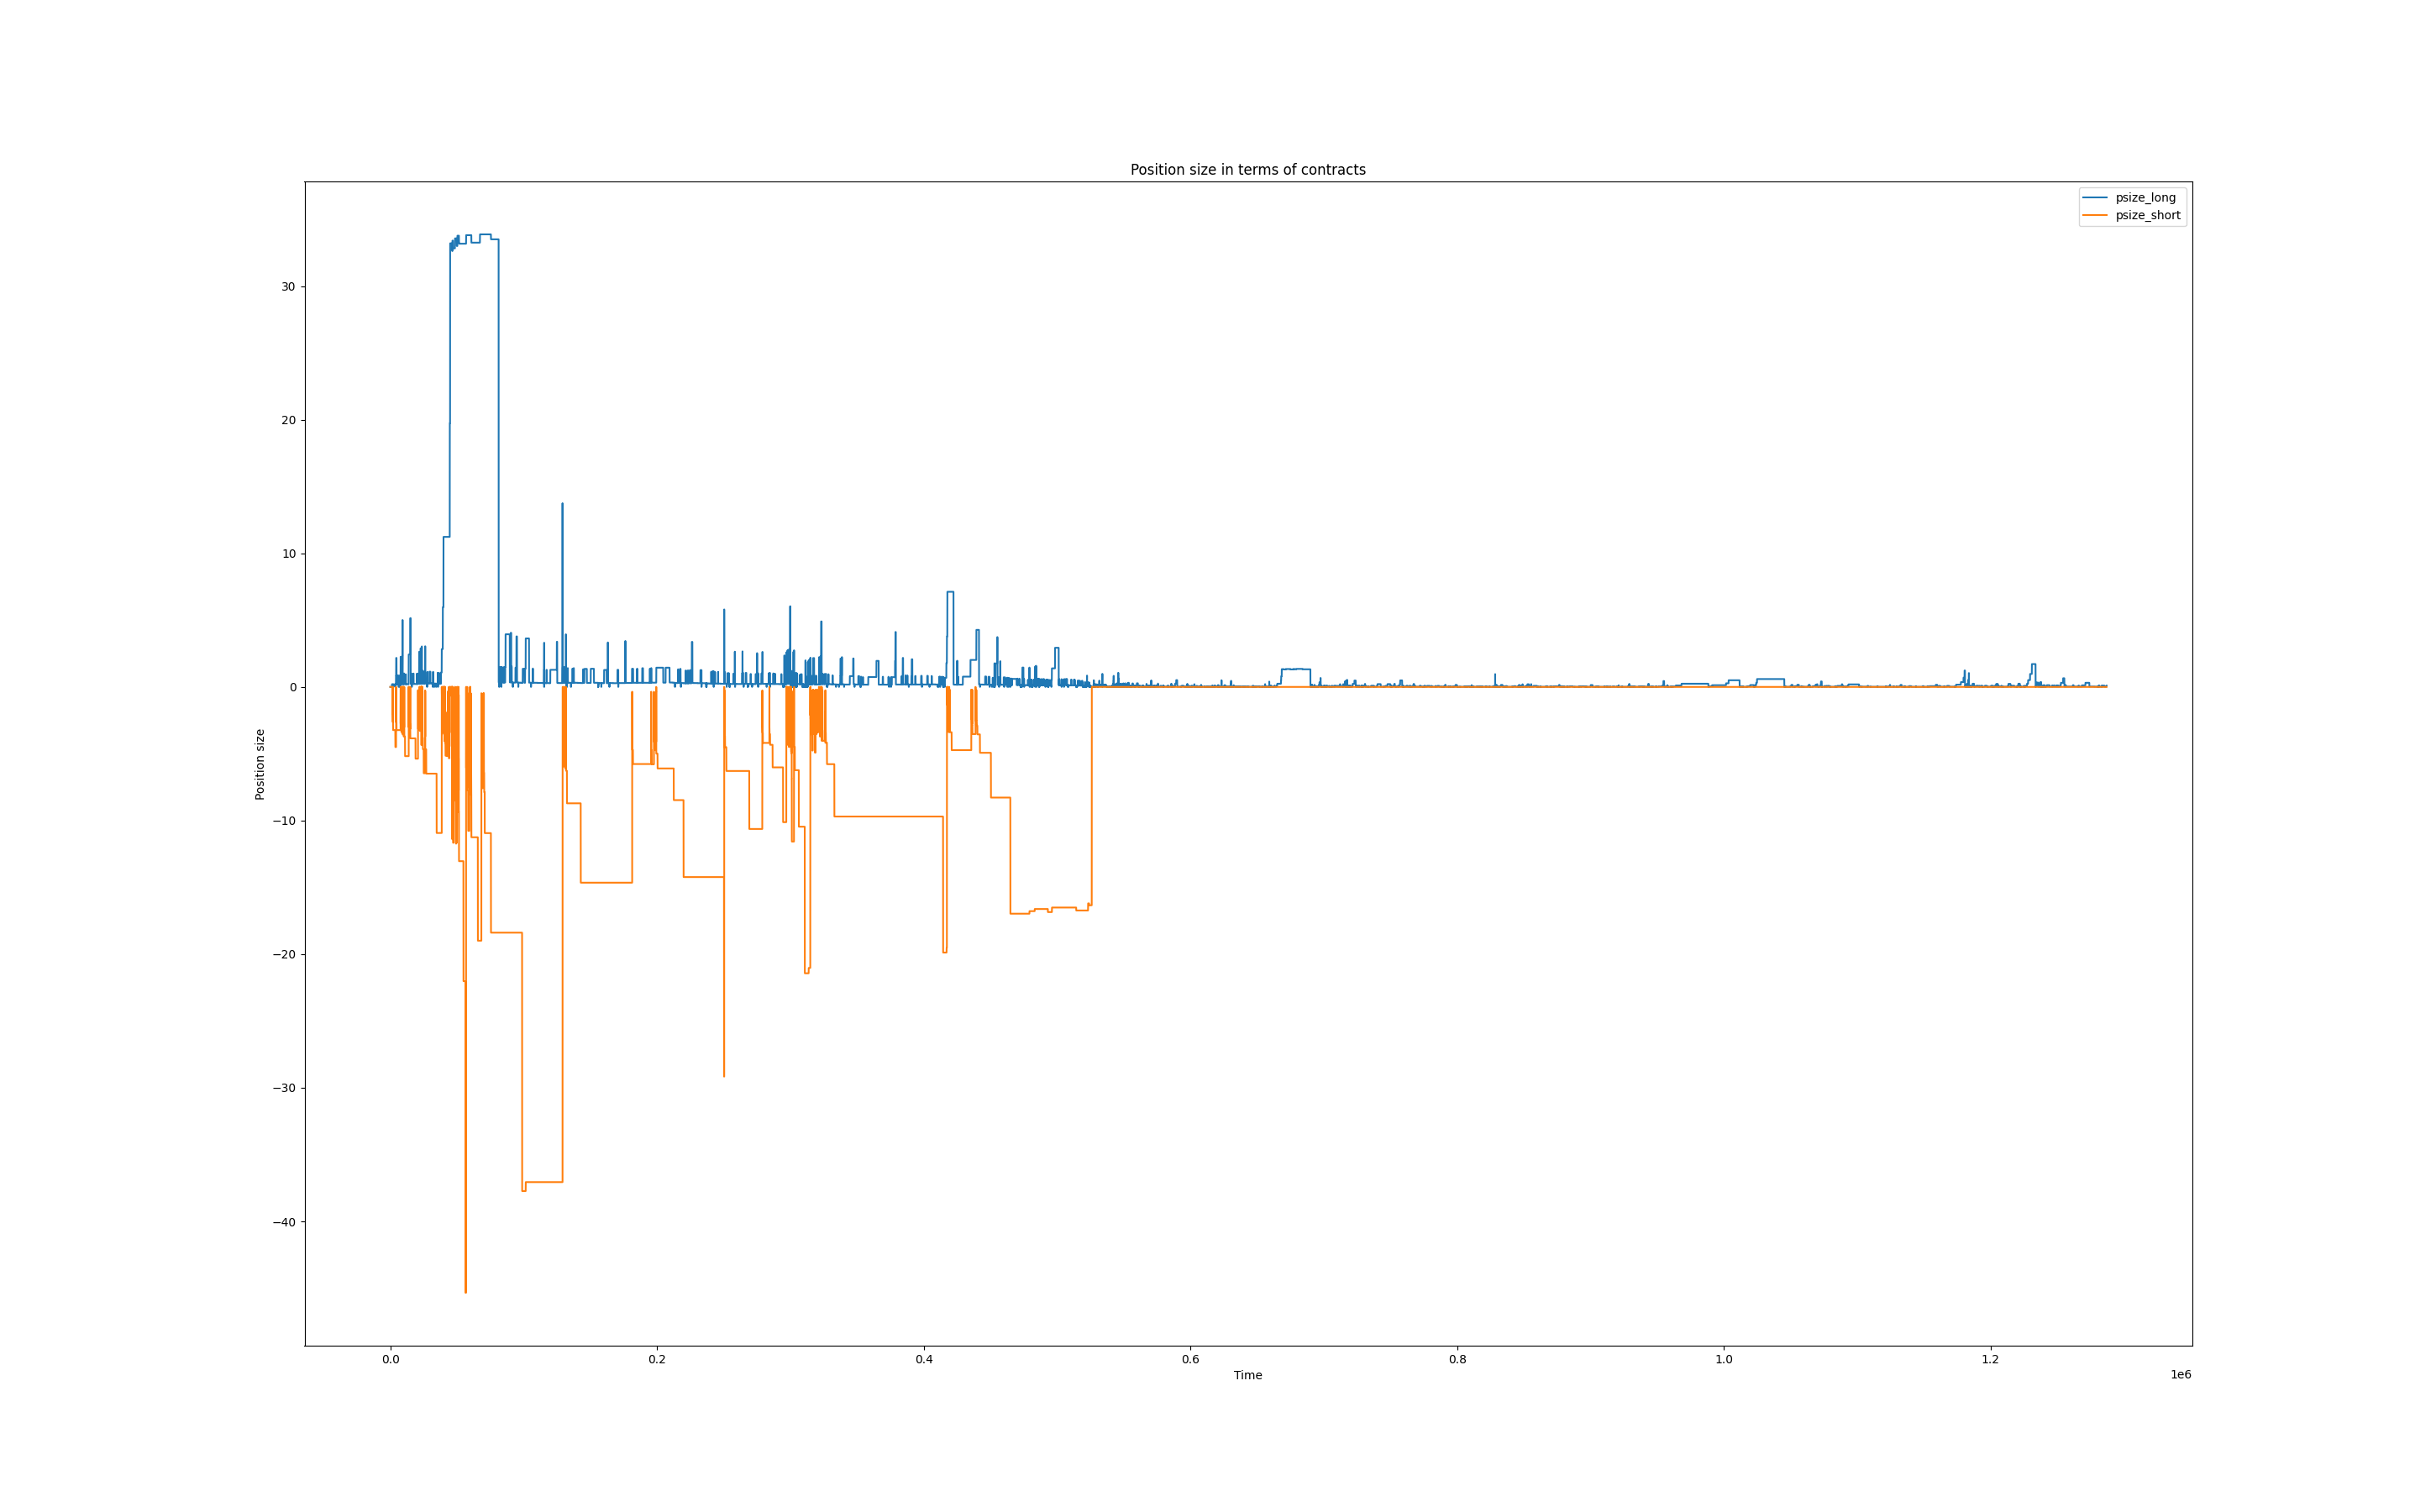 Position size in terms of contracts
psize_long
psize_short
30
20
10
0
−10
−20
−30
−40
Position size
0.0 0.2 0.4 0.6 0.8 1.0 1.2
Time
1e6